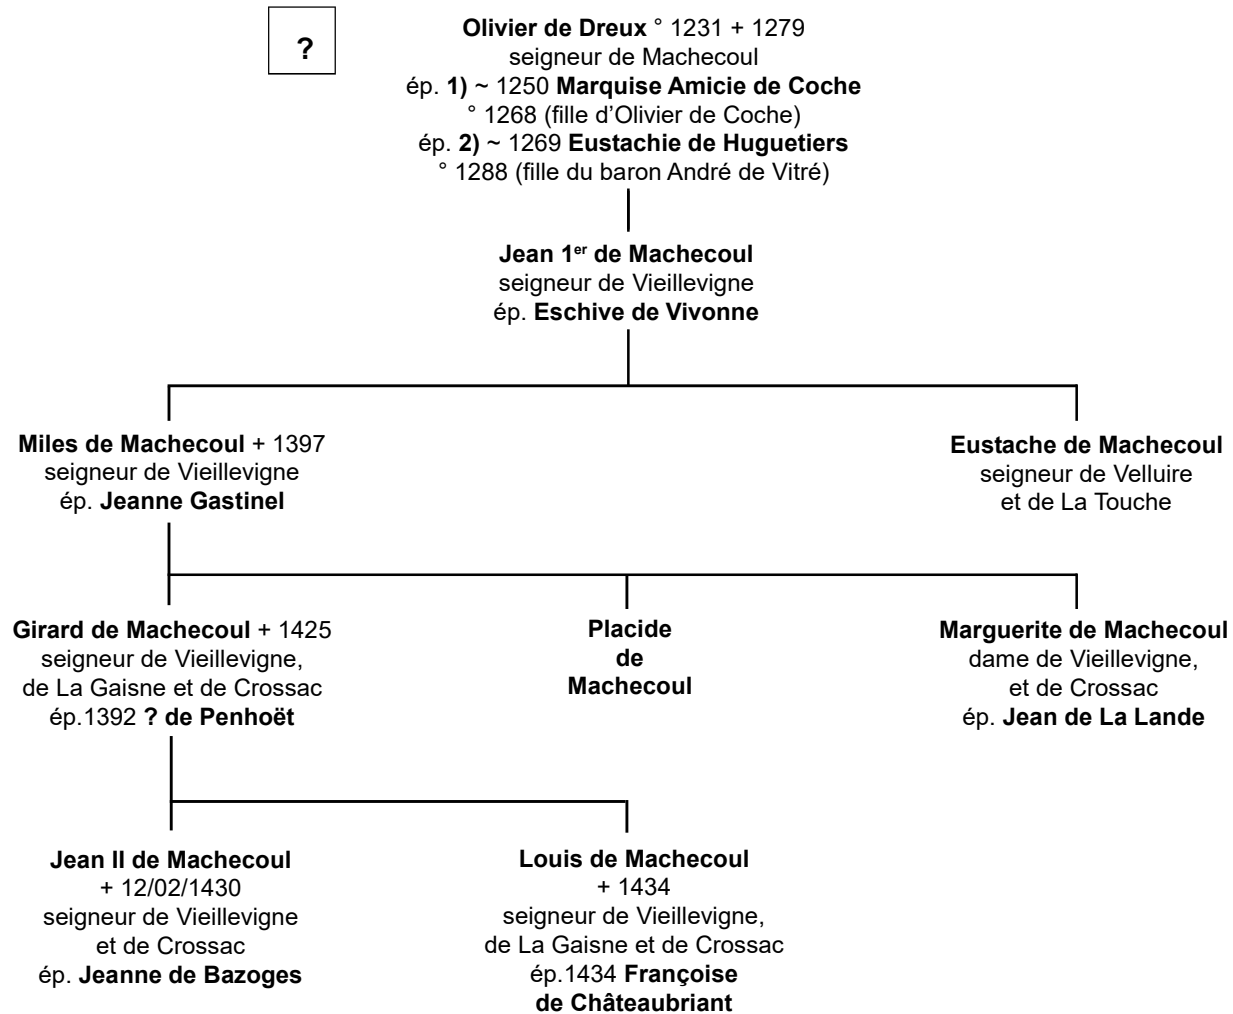 ?
Olivier de Dreux ° 1231 + 1279
seigneur de Machecoul
ép. 1) ~ 1250 Marquise Amicie de Coche
° 1268 (fille d’Olivier de Coche)
ép. 2) ~ 1269 Eustachie de Huguetiers
° 1288 (fille du baron André de Vitré)
Jean 1er de Machecoul
seigneur de Vieillevigne
ép. Eschive de Vivonne
Miles de Machecoul + 1397
seigneur de Vieillevigne
ép. Jeanne Gastinel
Eustache de Machecoul
seigneur de Velluire
et de La Touche
Girard de Machecoul + 1425
seigneur de Vieillevigne,
de La Gaisne et de Crossac
ép.1392 ? de Penhoët
Placide
de
Machecoul
Marguerite de Machecoul
dame de Vieillevigne,
et de Crossac
ép. Jean de La Lande
Jean II de Machecoul
+ 12/02/1430
seigneur de Vieillevigne
et de Crossac
ép. Jeanne de Bazoges
Louis de Machecoul
+ 1434
seigneur de Vieillevigne,
de La Gaisne et de Crossac
ép.1434 Françoise
de Châteaubriant